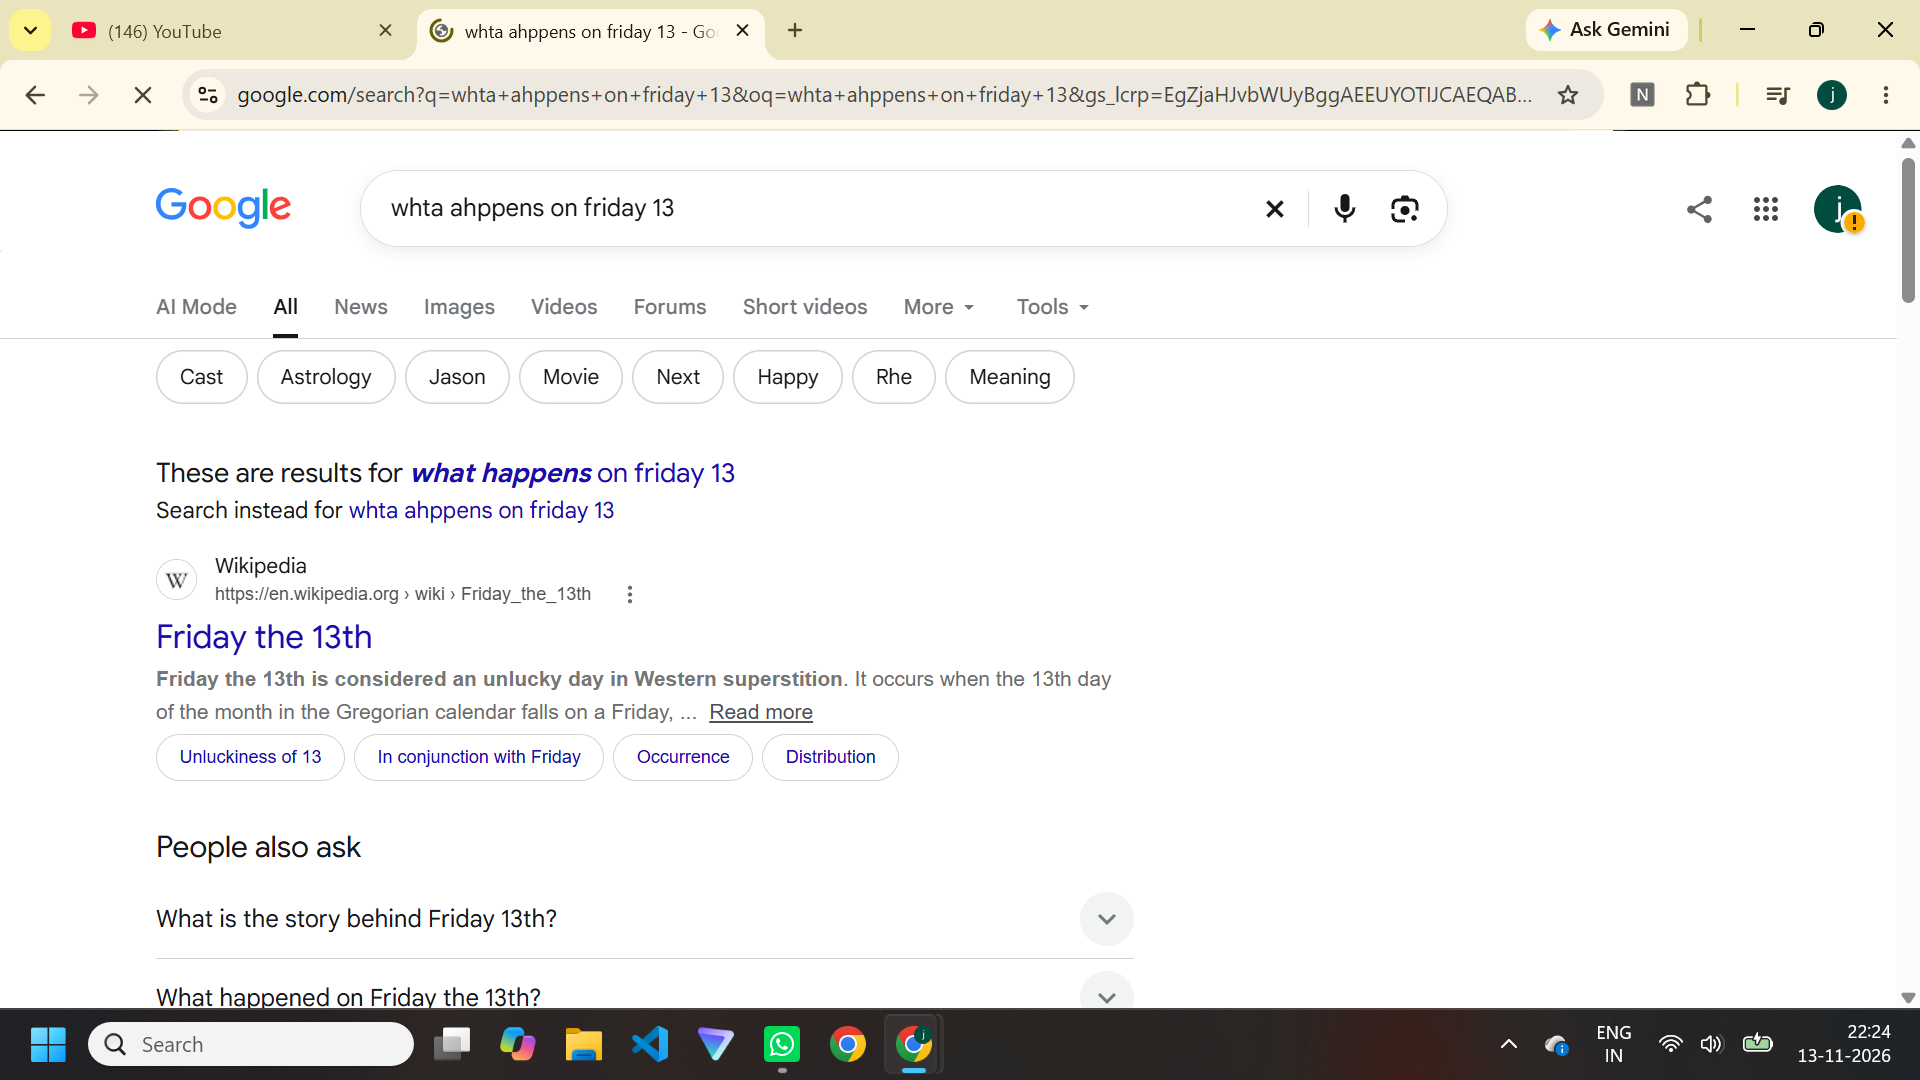 (146) YouTube
whta ahppens on friday 13 - Go
Ask Gemini
google.com/search?q=whta+ahppens+on+friday+13&oq=whta+ahppens+on+friday+13&gs_lcrp=EgZjaHJvbWUyBggAEEUYOTIJCAEQAB...
N
j
Google
whta ahppens on friday 13
j
AI Mode
All
News
Images
Videos
Forums
Short videos
More
Tools
Cast
Astrology
Jason
Movie
Next
Happy
Rhe
Meaning
These are results for what happens on friday 13
Search instead for whta ahppens on friday 13
W
Wikipedia
https://en.wikipedia.org › wiki › Friday_the_13th
Friday the 13th
Friday the 13th is considered an unlucky day in Western superstition. It occurs when the 13th day
of the month in the Gregorian calendar falls on a Friday, ... Read more
Unluckiness of 13
In conjunction with Friday
Occurrence
Distribution
People also ask
What is the story behind Friday 13th?
What happened on Friday the 13th?
Search
j
ENG
IN
22:24
13-11-2026